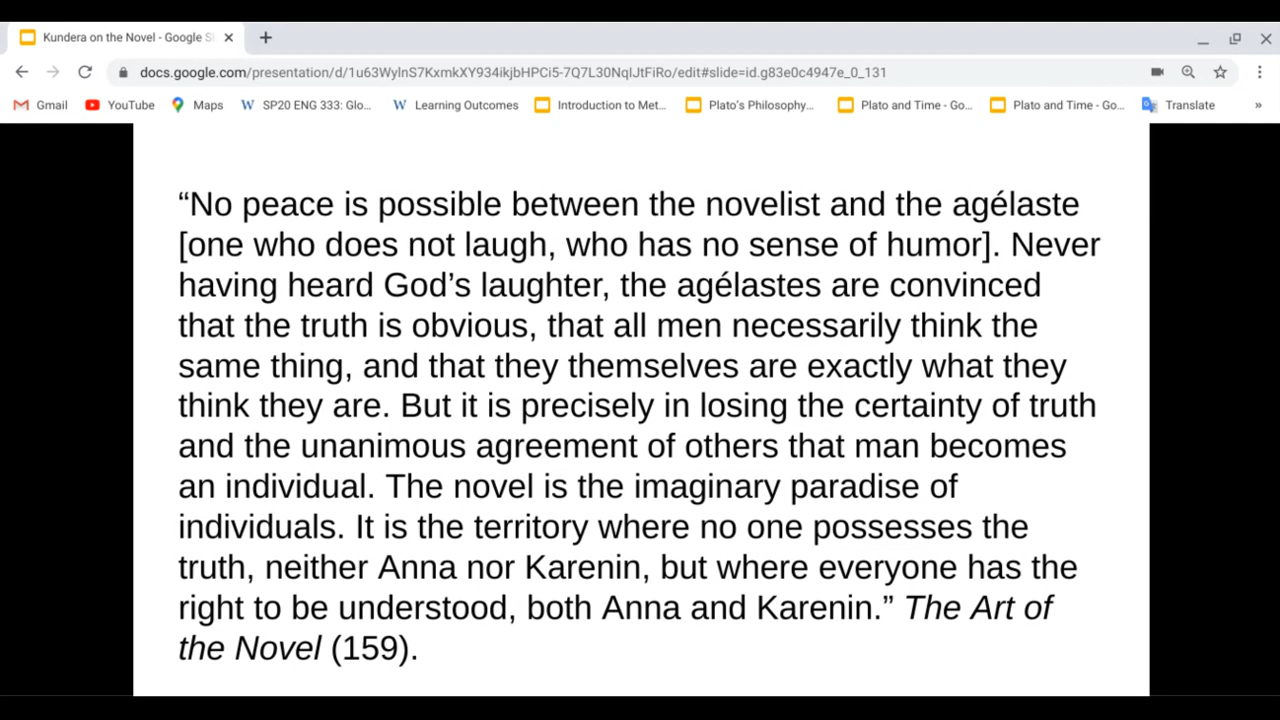 Kundera on the Novel - Google Sl
docs.google.com/presentation/d/1u63WylnS7KxmkXY934ikjbHPCi5-7Q7L30NqIJtFiRo/edit#slide=id.g83e0c4947e_0_131
Gmail YouTube Maps SP20 ENG 333: Glo... Learning Outcomes Introduction to Met... Plato's Philosophy... Plato and Time - Go... Plato and Time - Go... Translate »
“No peace is possible between the novelist and the agélaste
[one who does not laugh, who has no sense of humor]. Never
having heard God’s laughter, the agélastes are convinced
that the truth is obvious, that all men necessarily think the
same thing, and that they themselves are exactly what they
think they are. But it is precisely in losing the certainty of truth
and the unanimous agreement of others that man becomes
an individual. The novel is the imaginary paradise of
individuals. It is the territory where no one possesses the
truth, neither Anna nor Karenin, but where everyone has the
right to be understood, both Anna and Karenin.” The Art of
the Novel (159).